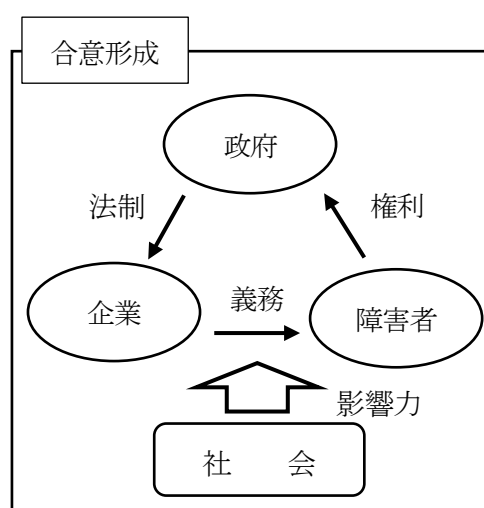 合意形成
政府
法制
権利
企業
義務
障害者
影響力
社　会